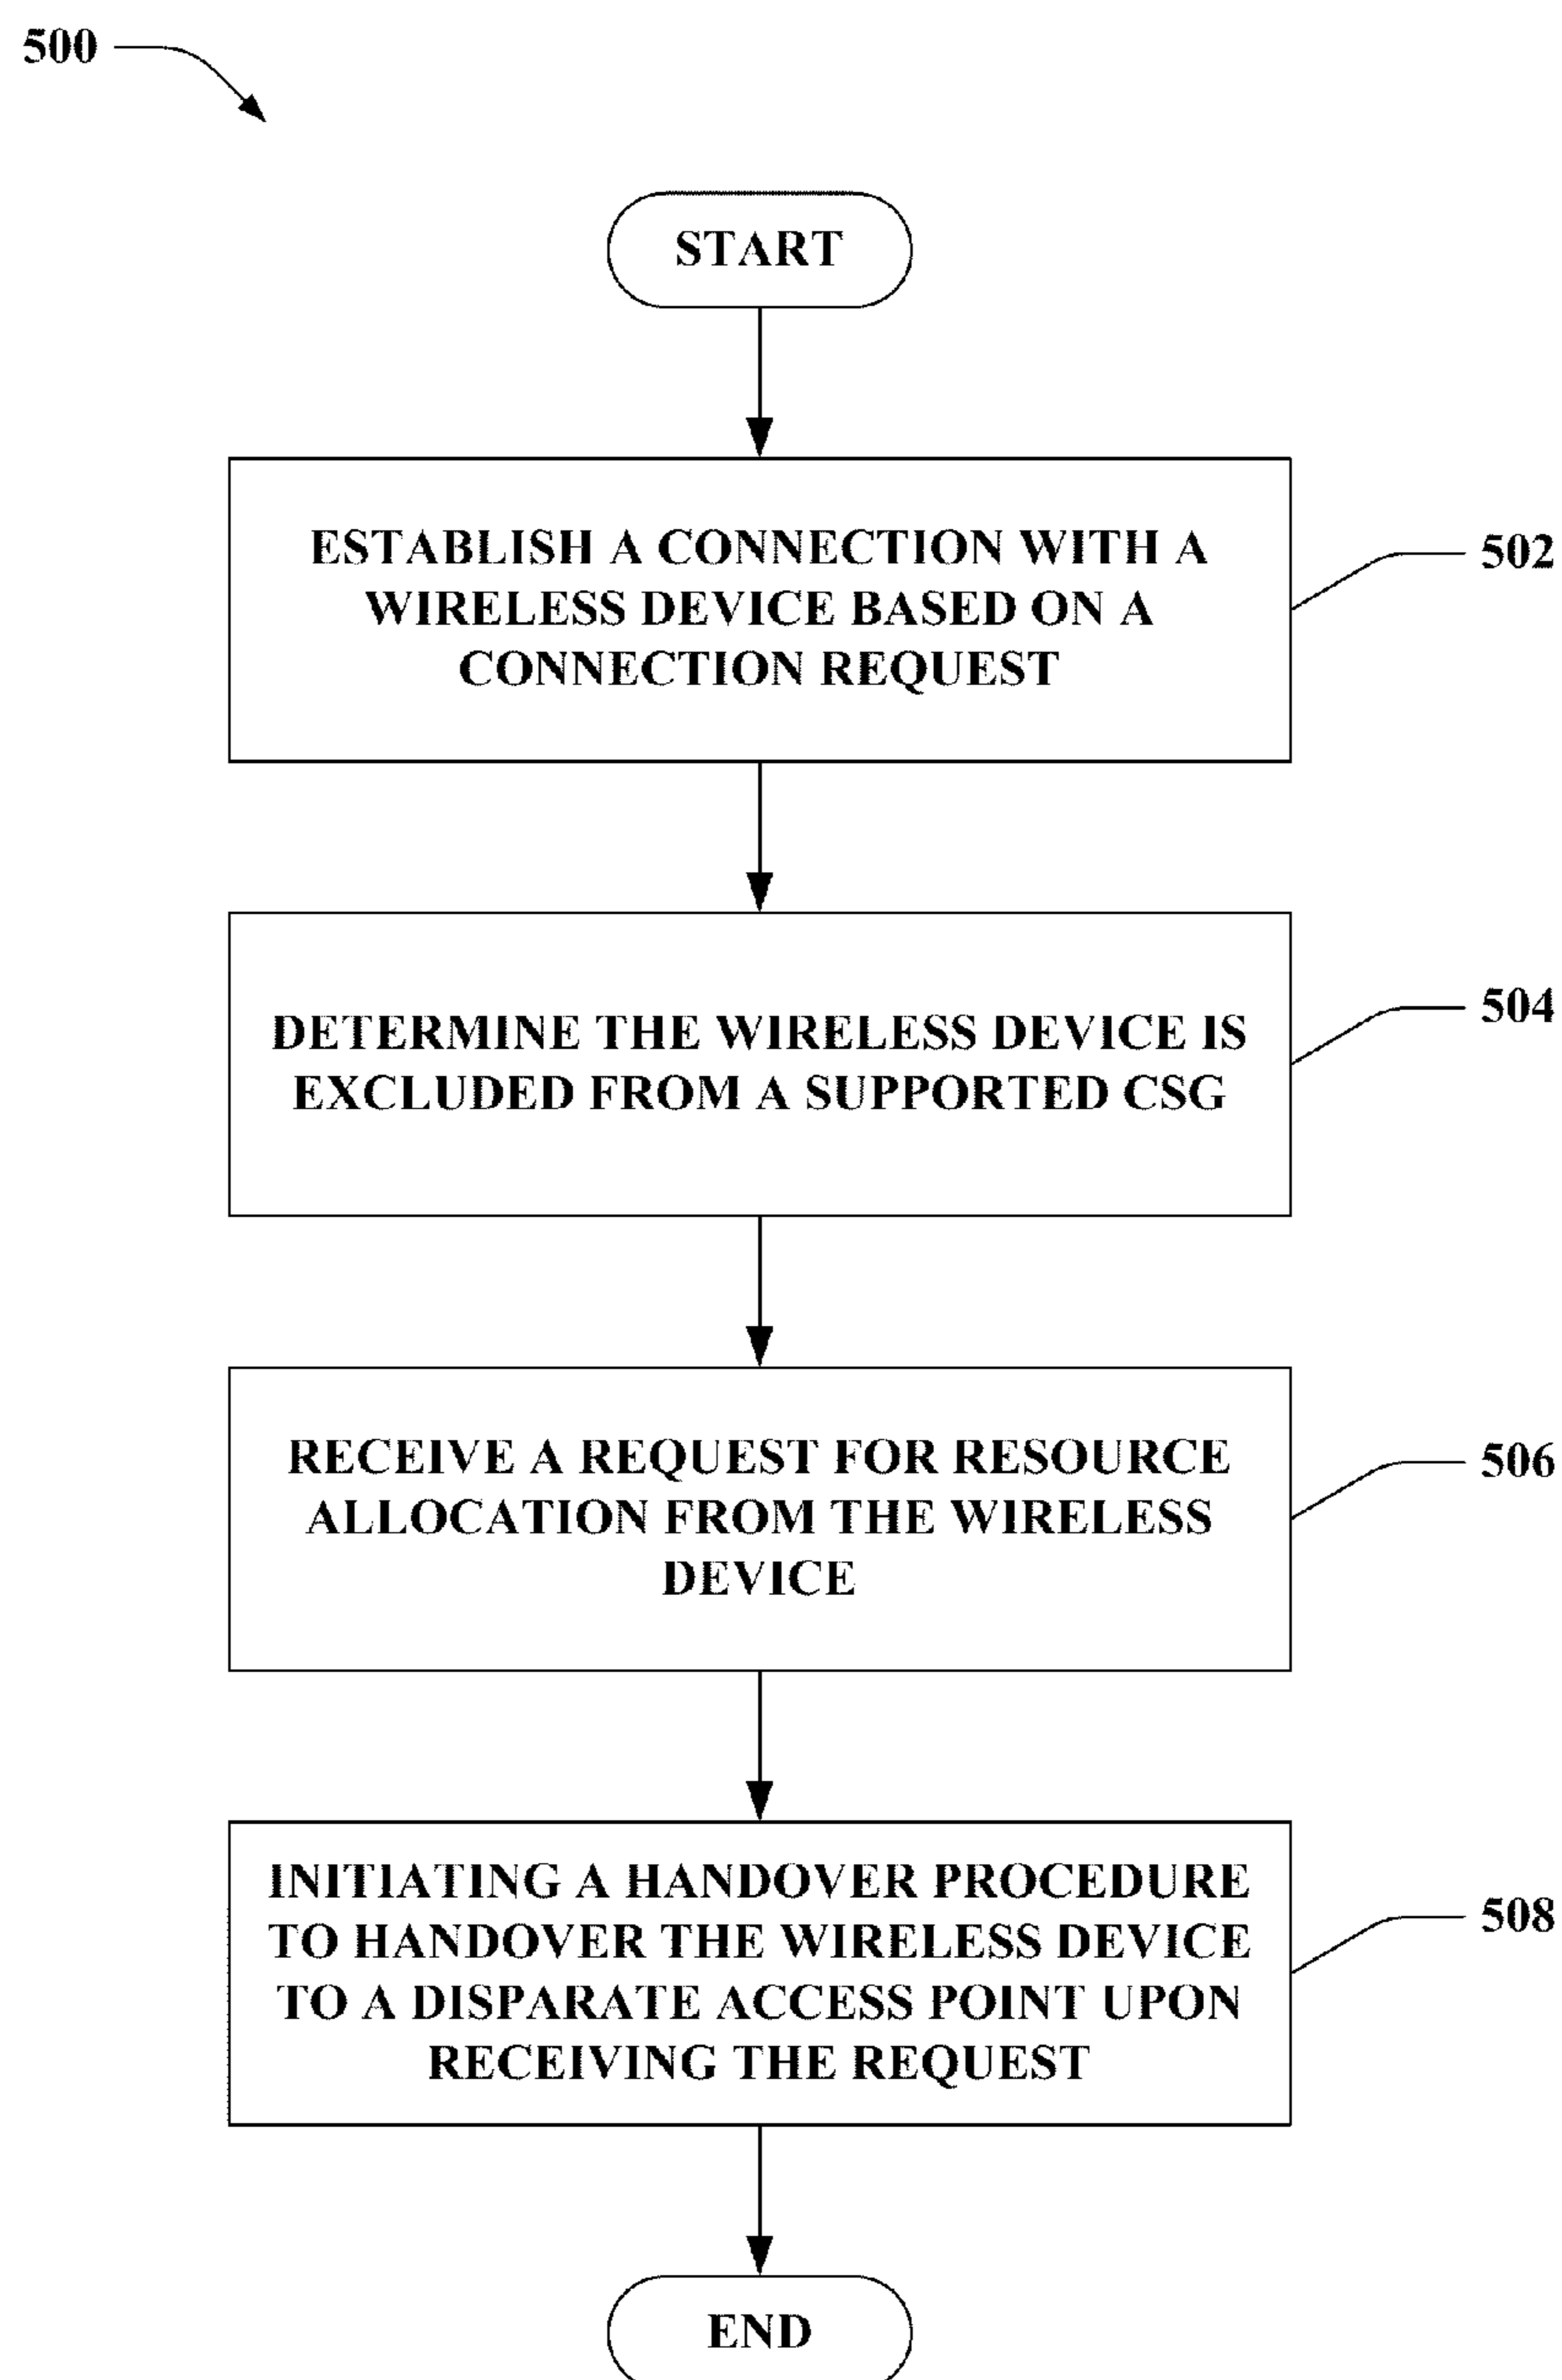 500
START
ESTABLISH A CONNECTION WITH A
WIRELESS DEVICE BASED ON A
CONNECTION REQUEST
502
DETERMINE THE WIRELESS DEVICE IS
EXCLUDED FROM A SUPPORTED CSG
504
RECEIVE A REQUEST FOR RESOURCE
ALLOCATION FROM THE WIRELESS
DEVICE
506
INITIATING A HANDOVER PROCEDURE
TO HANDOVER THE WIRELESS DEVICE
TO A DISPARATE ACCESS POINT UPON
RECEIVING THE REQUEST
508
END